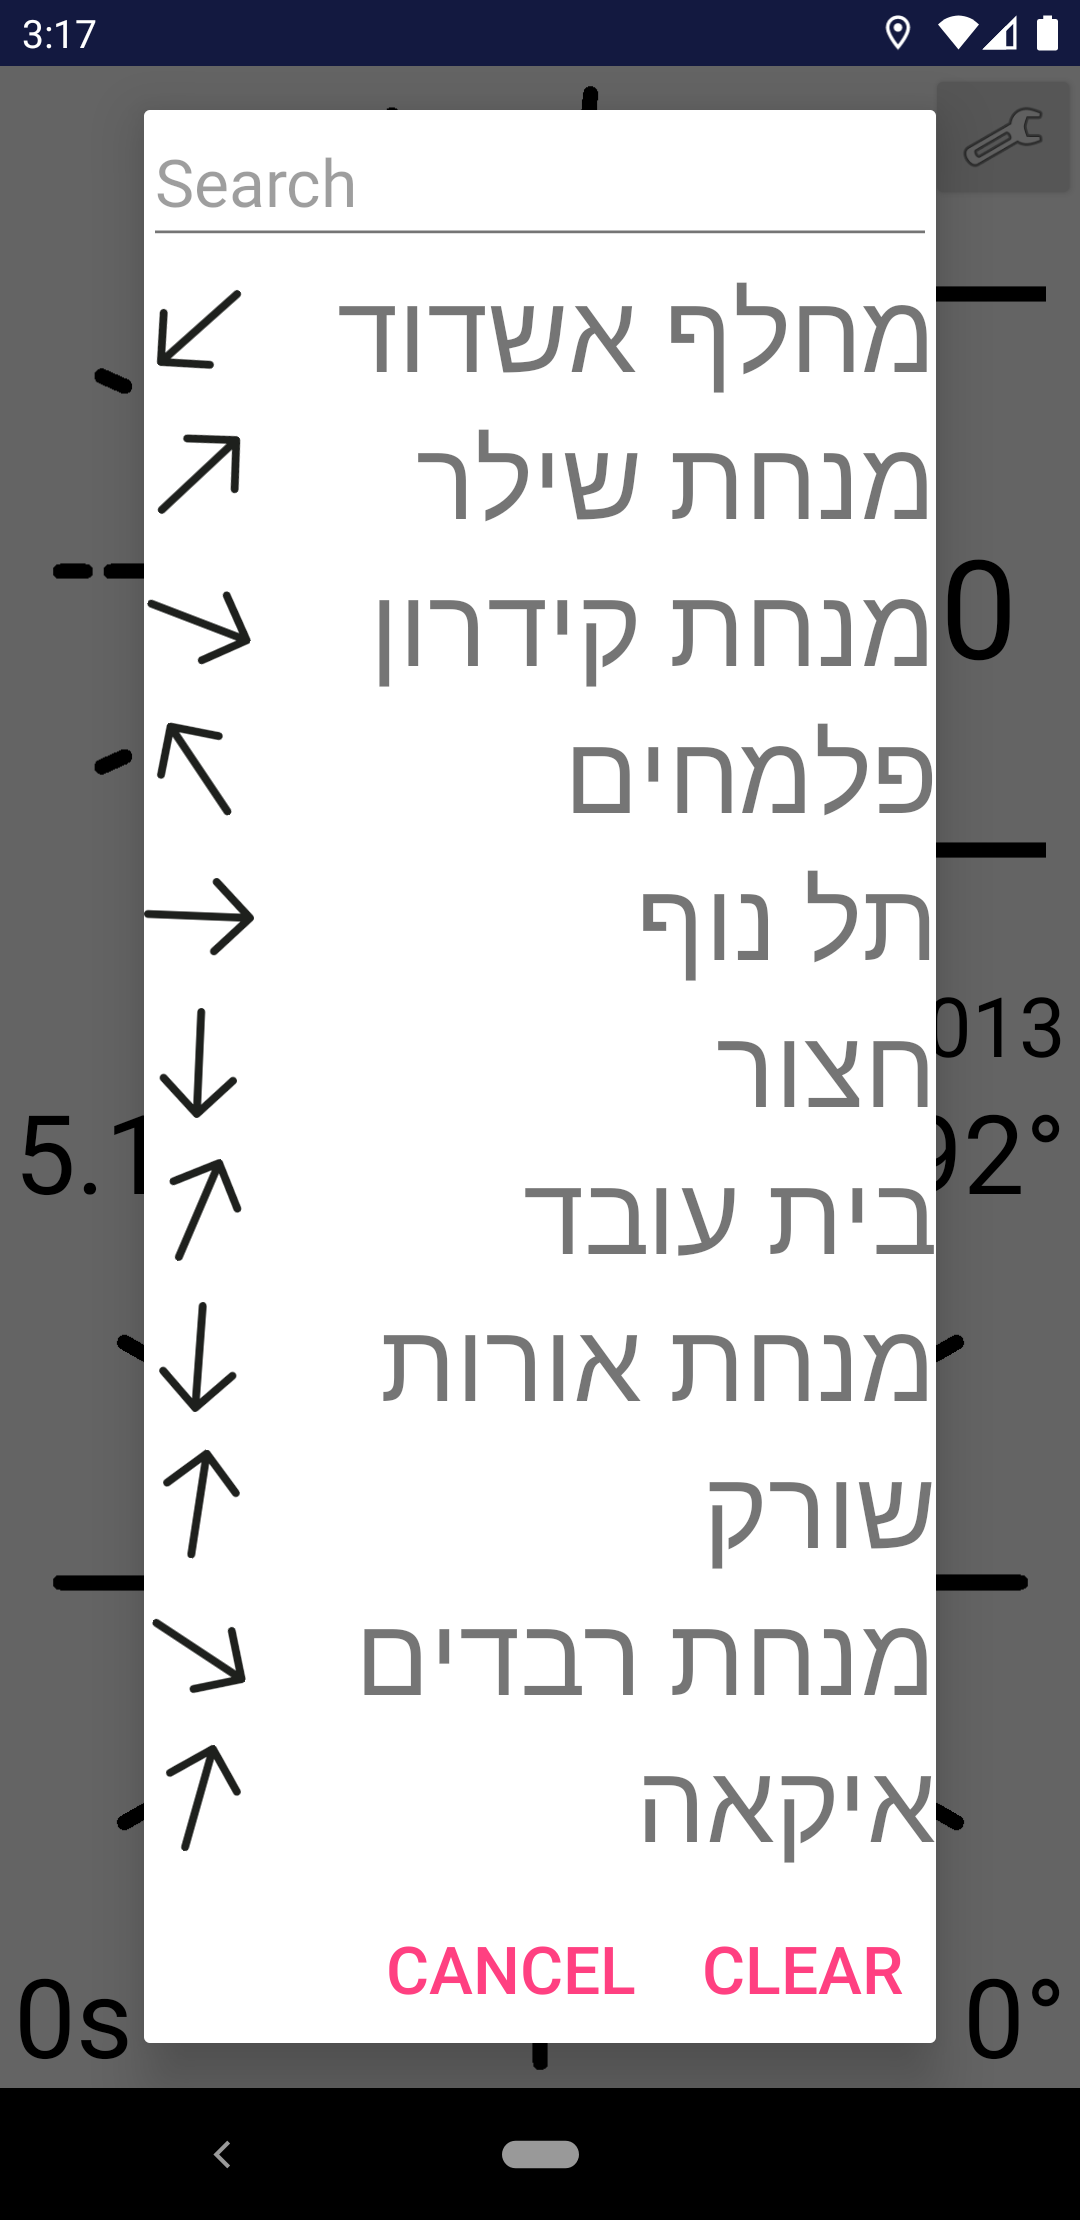 3:17
Search
מחלף אשדוד
מנחת שילר
מנחת קידרון
0
פלמחים
תל נוף
013
חצור
5.1
92°
בית עובד
מנחת אורות
שורק
מנחת רבדים
איקאה
CANCEL CLEAR
0s
0°